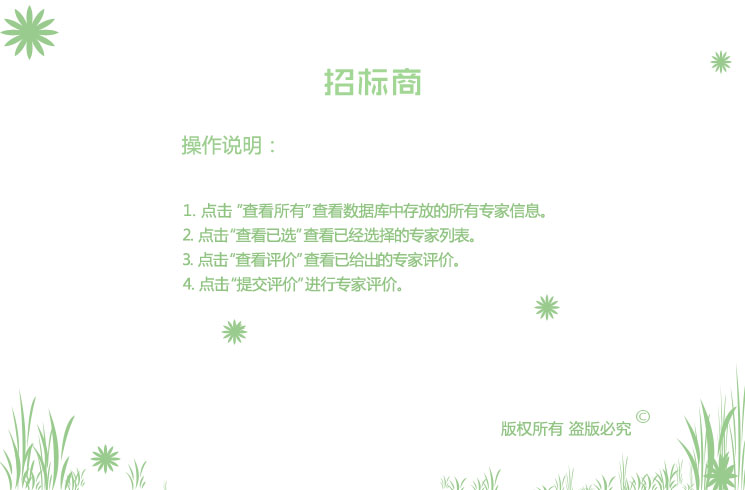 招标商
操作说明：
1. 点击 “查看所有” 查看数据库中存放的所有专家信息。
2. 点击“查看已选” 查看已经选择的专家列表。
3. 点击“查看评价” 查看已给出的专家评价。
4. 点击“提交评价” 进行专家评价。
版权所有 盗版必究 ©